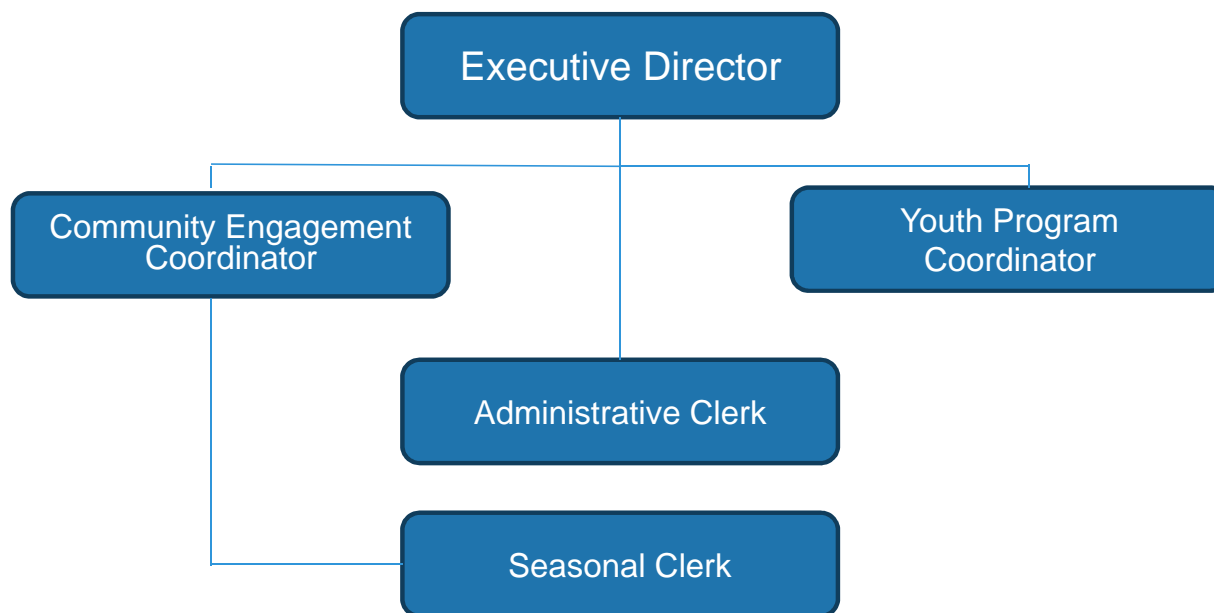 Executive Director
Community Engagement
Coordinator
Youth Program
Coordinator
Administrative Clerk
Seasonal Clerk